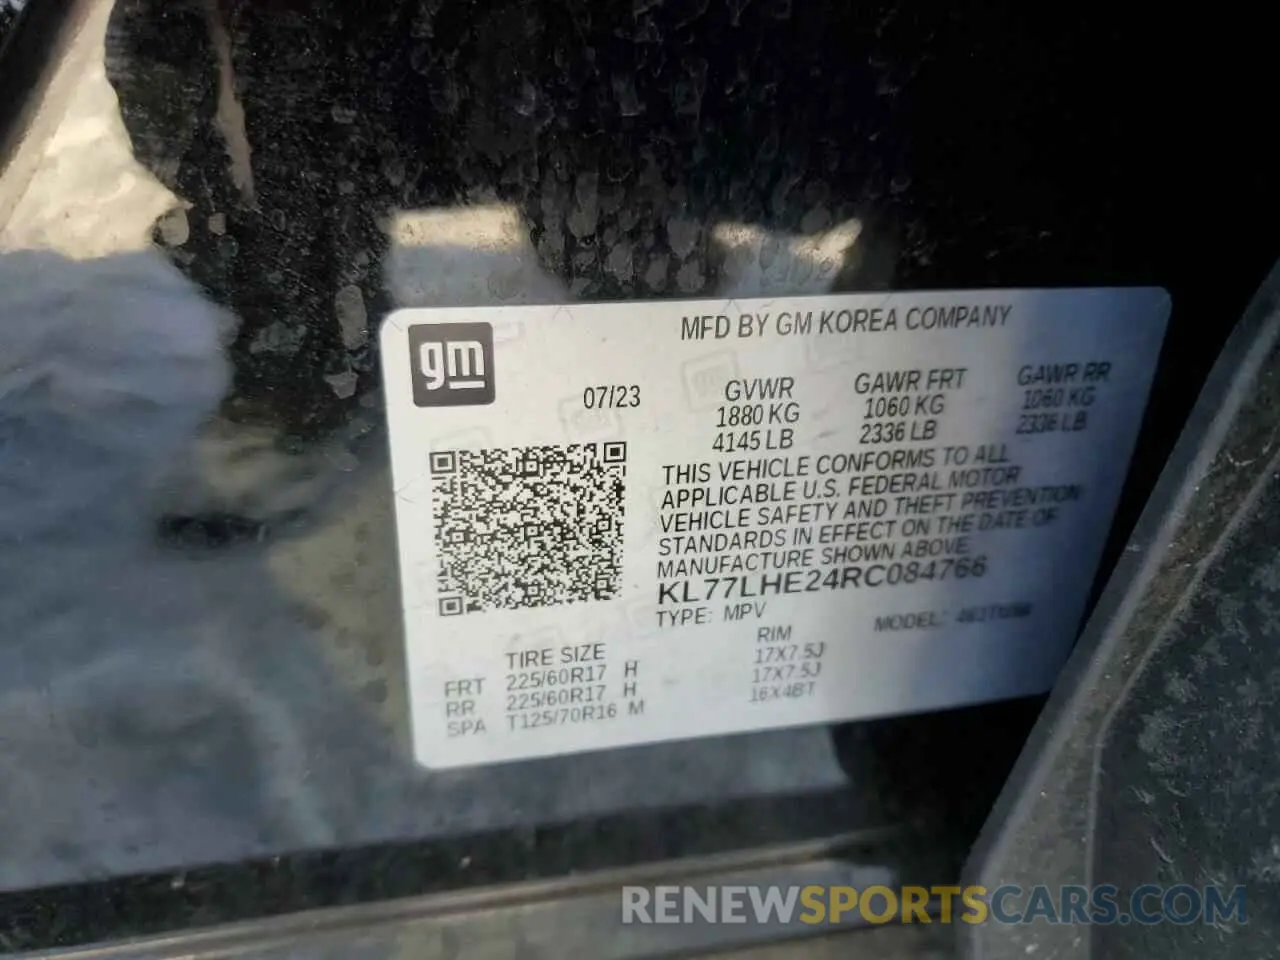 gm
MFD BY GM KOREA COMPANY
07/23
GVWR GAWR FRT GAWR RR
1880 KG 1060 KG 1060 KG
4145 LB 2336 LB 2336 LB
THIS VEHICLE CONFORMS TO ALL
APPLICABLE U.S. FEDERAL MOTOR
VEHICLE SAFETY AND THEFT PREVENTION
STANDARDS IN EFFECT ON THE DATE OF
MANUFACTURE SHOWN ABOVE.
KL77LHE24RC084766
TYPE: MPV MODEL:
TIRE SIZE RIM
FRT 225/60R17 H 17X7.5J
RR 225/60R17 H 17X7.5J
SPA T125/70R16 M 16X4BT
RENEWSPORTSCARS.COM